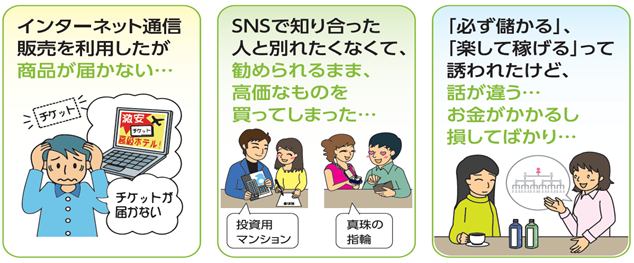 インターネット通信
販売を利用したが
商品が届かない…
チケット
激安
チケット
高級ホテル!
チケットが
届かない
SNSで知り合った
人と別れたくなくて、
勧められるまま、
高価なものを
買ってしまった…
投資用
マンション
真珠の
指輪
「必ず儲かる」、
「楽して稼げる」って
誘われたけど、
話が違う…
お金がかかるし
損してばかり…